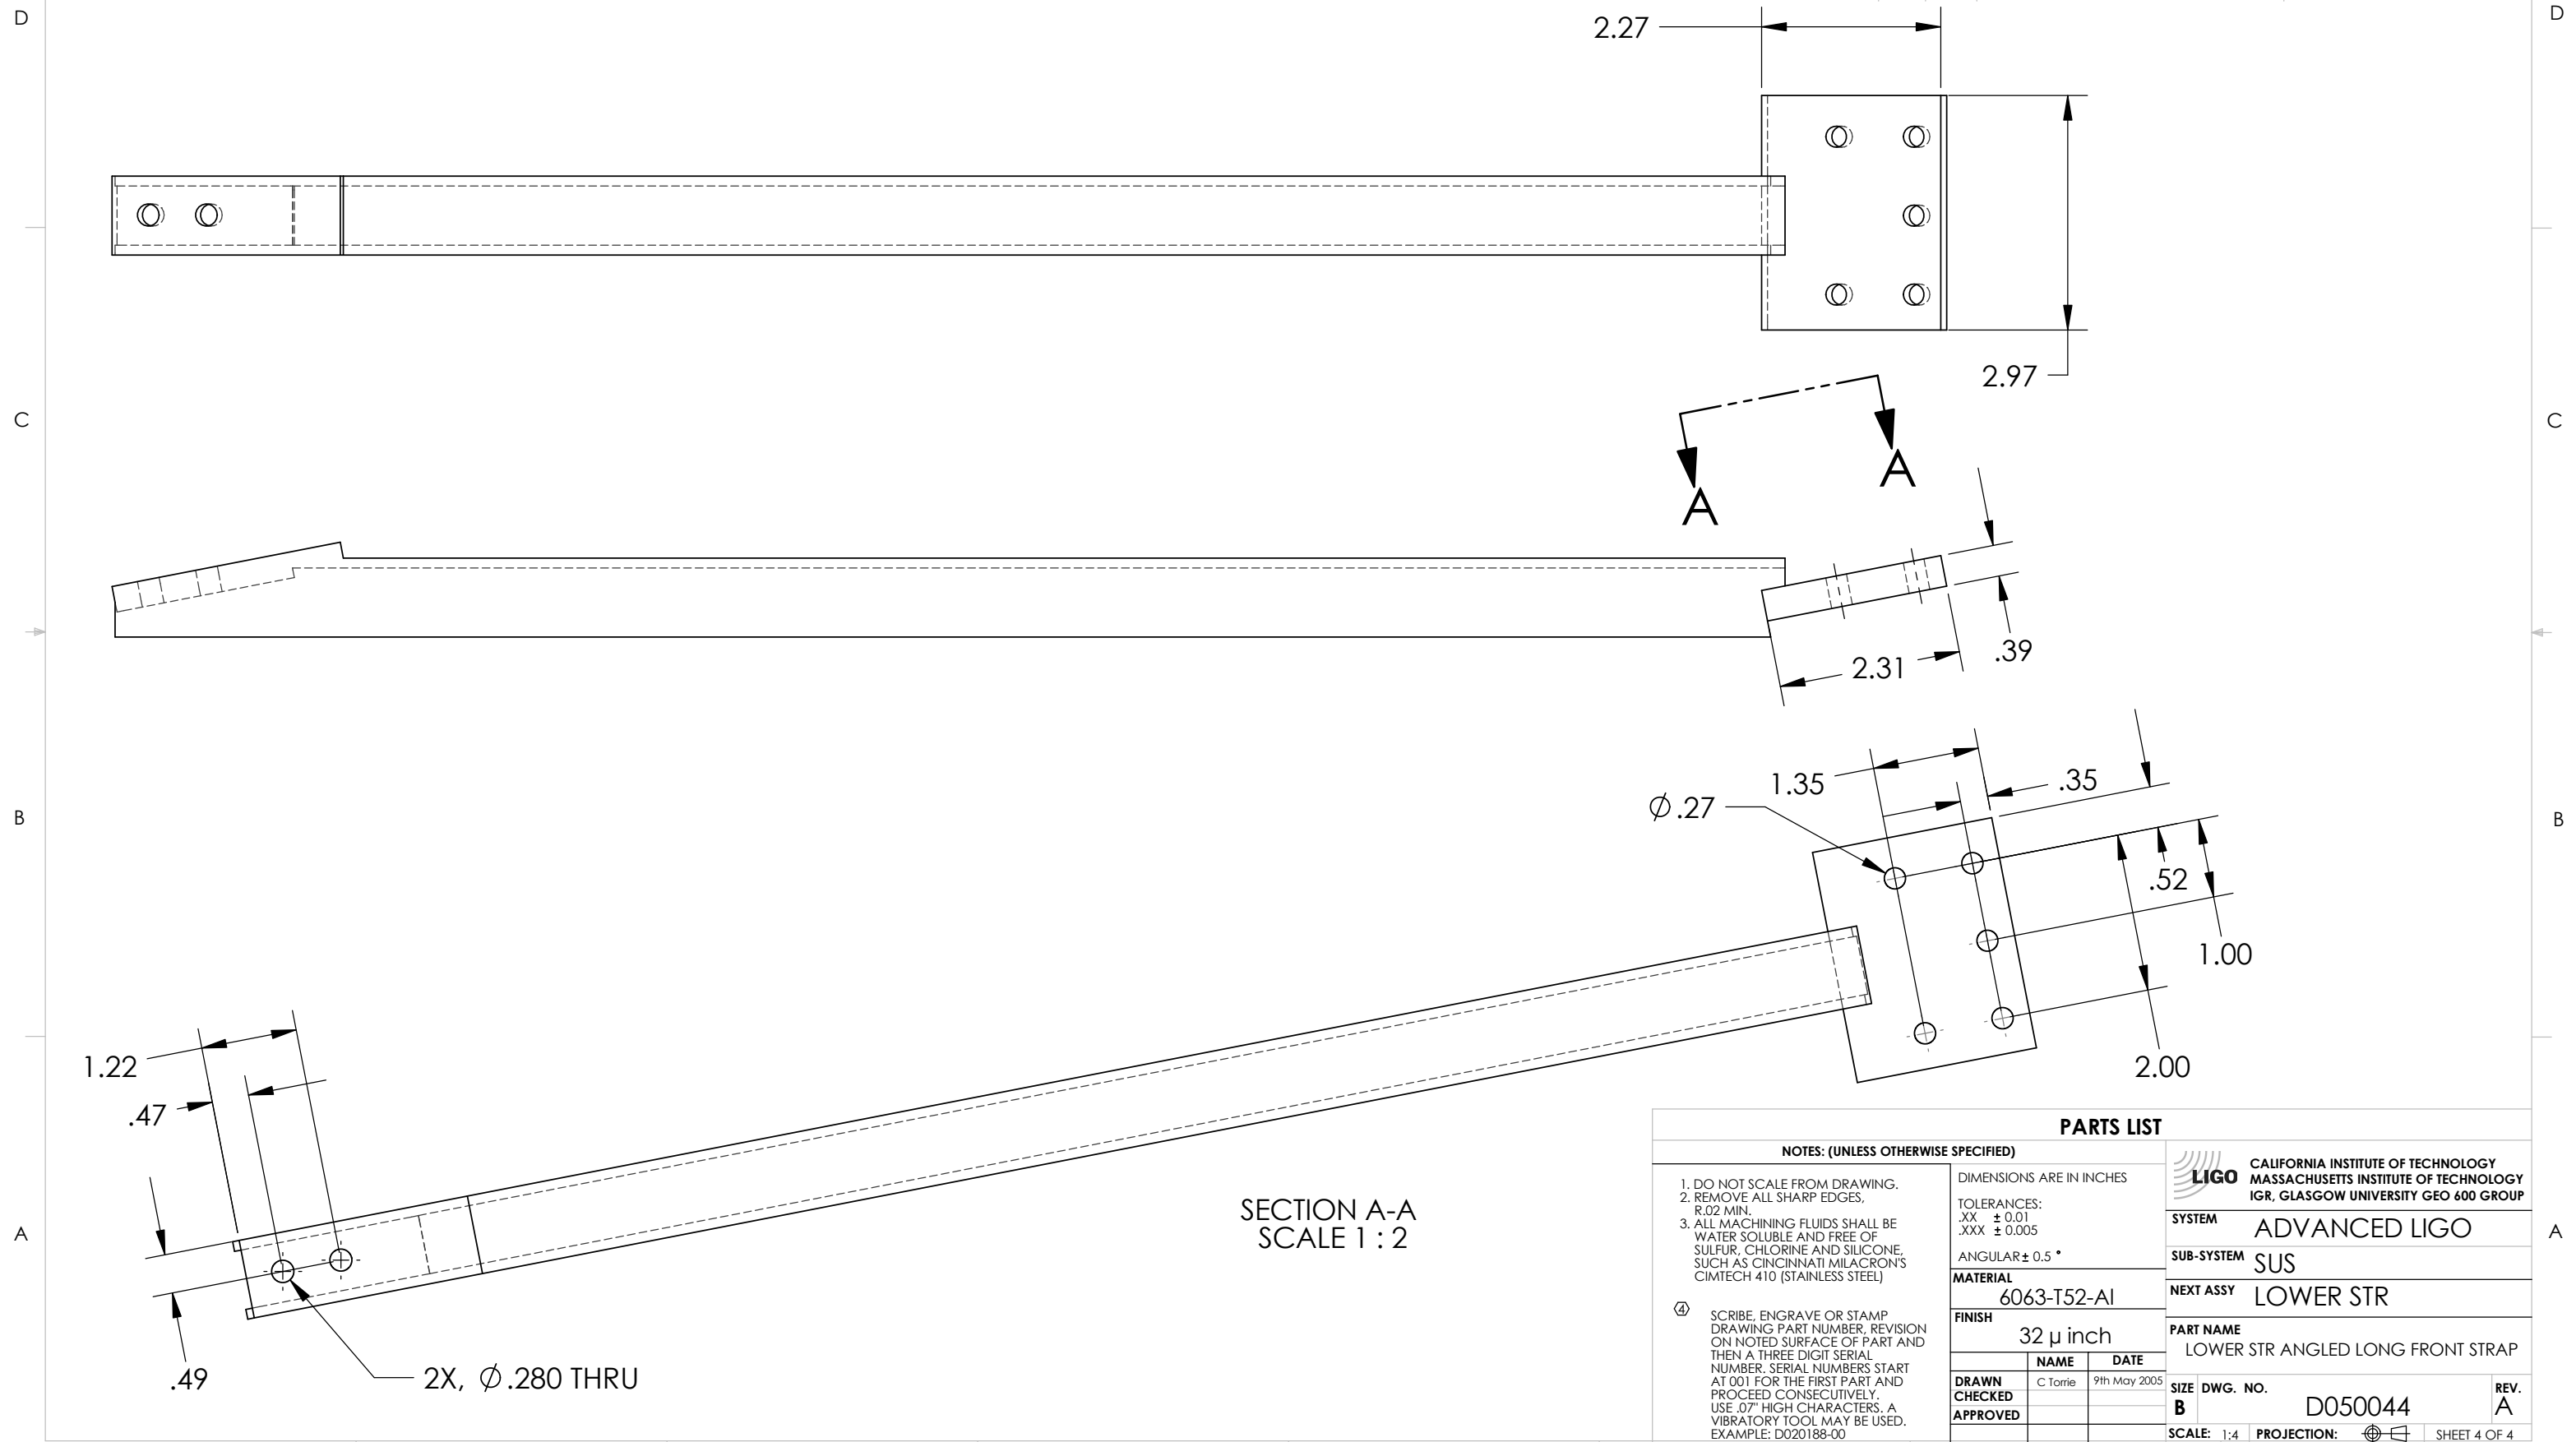 D
D
2.27
2.97
C
C
A
A
.39
2.31
1.35
.35
∅.27
B
B
.52
1.00
2.00
1.22
.47
.49
2X, ∅.280 THRU
SECTION A-A
SCALE 1 : 2
A
A
PARTS LIST
NOTES: (UNLESS OTHERWISE SPECIFIED)
1. DO NOT SCALE FROM DRAWING.
2. REMOVE ALL SHARP EDGES,
R.02 MIN.
3. ALL MACHINING FLUIDS SHALL BE
WATER SOLUBLE AND FREE OF
SULFUR, CHLORINE AND SILICONE,
SUCH AS CINCINNATI MILACRON'S
CIMTECH 410 (STAINLESS STEEL)
4
SCRIBE, ENGRAVE OR STAMP
DRAWING PART NUMBER, REVISION
ON NOTED SURFACE OF PART AND
THEN A THREE DIGIT SERIAL
NUMBER. SERIAL NUMBERS START
AT 001 FOR THE FIRST PART AND
PROCEED CONSECUTIVELY.
USE .07" HIGH CHARACTERS. A
VIBRATORY TOOL MAY BE USED.
EXAMPLE: D020188-00
DIMENSIONS ARE IN INCHES
TOLERANCES:
.XX ± 0.01
.XXX ± 0.005
ANGULAR ± 0.5 °
MATERIAL
6063-T52-Al
FINISH
32 µ inch
NAME DATE
DRAWN C Torrie 9th May 2005
CHECKED
APPROVED
LIGO
CALIFORNIA INSTITUTE OF TECHNOLOGY
MASSACHUSETTS INSTITUTE OF TECHNOLOGY
IGR, GLASGOW UNIVERSITY GEO 600 GROUP
SYSTEM ADVANCED LIGO
SUB-SYSTEM SUS
NEXT ASSY LOWER STR
PART NAME
LOWER STR ANGLED LONG FRONT STRAP
SIZE DWG. NO. REV.
B D050044 A
SCALE: 1:4 PROJECTION: SHEET 4 OF 4